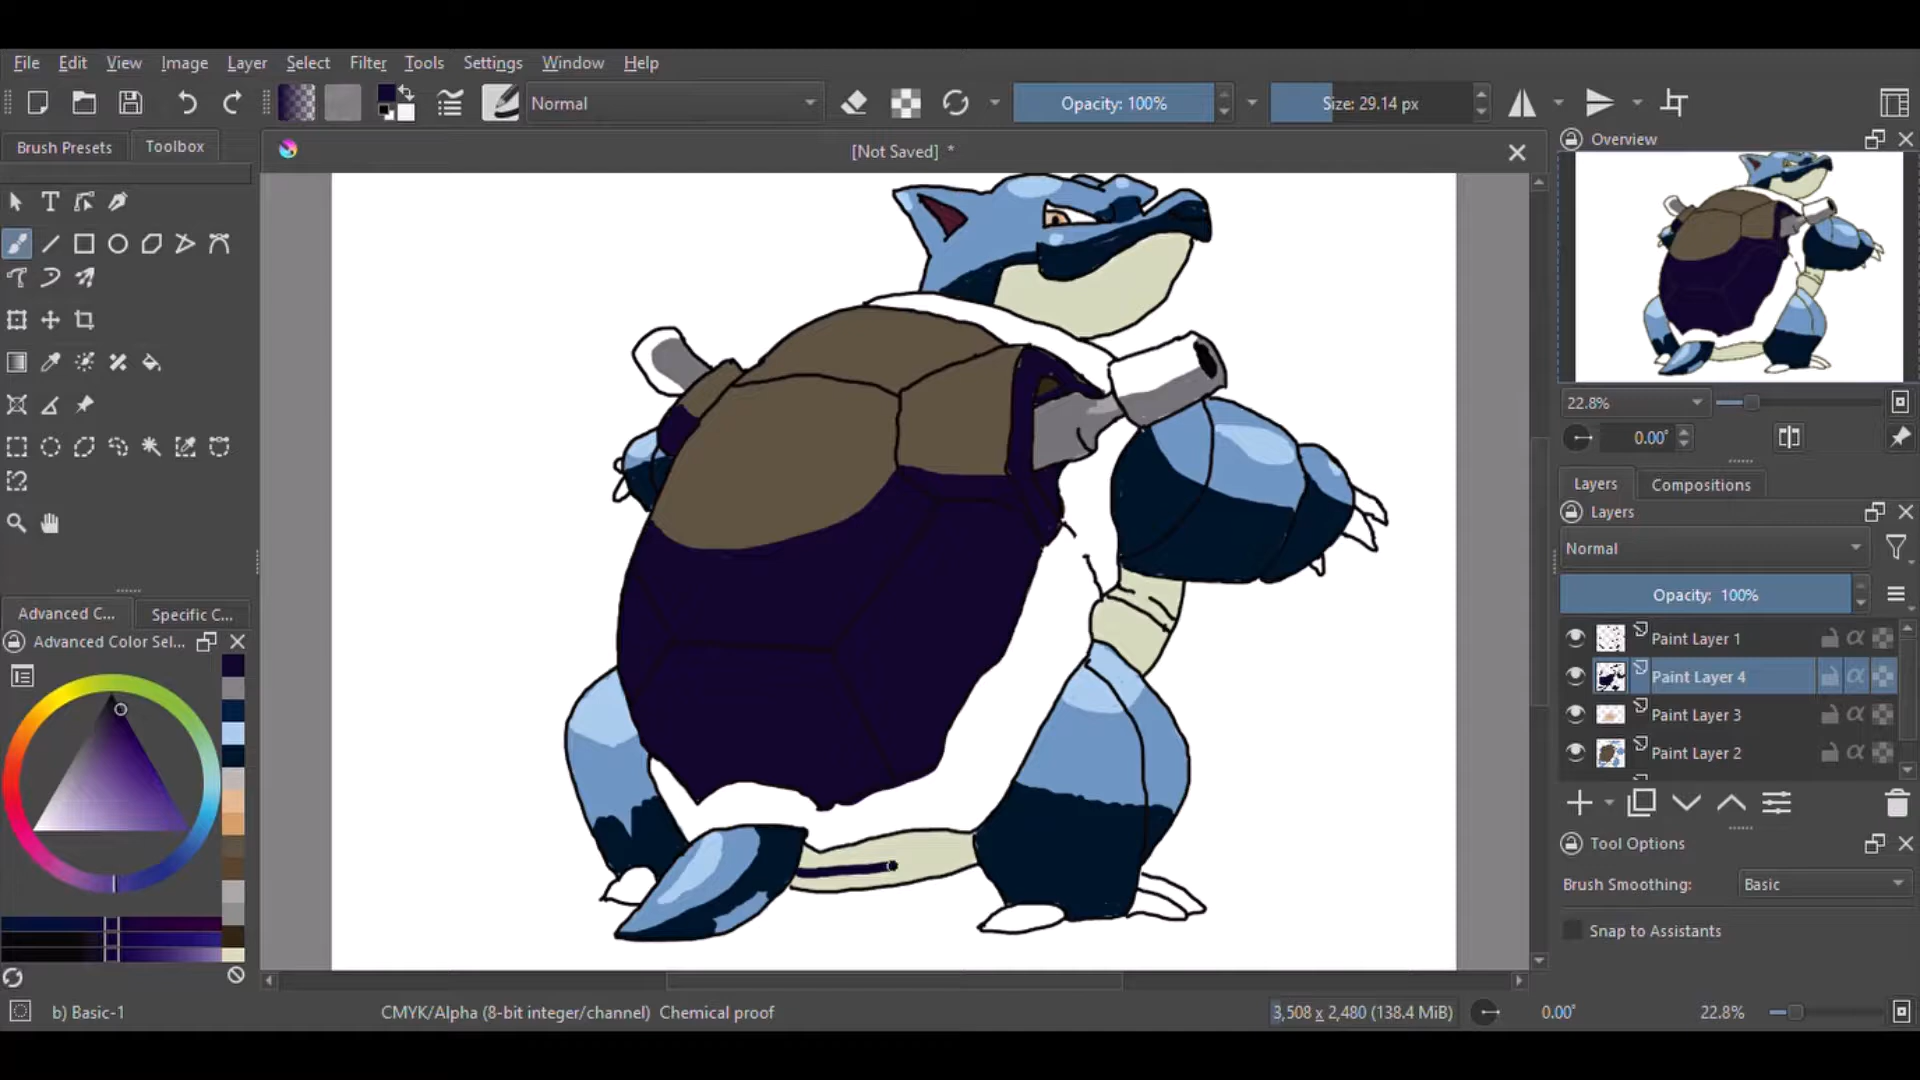 File Edit View Image Layer Select Filter Tools Settings Window Help
Normal
Opacity: 100%
Size: 29.14 px
Brush Presets
Toolbox
[Not Saved] *
Overview
22.8%
0.00°
Layers
Compositions
Layers
Normal
Opacity: 100%
Paint Layer 1
Paint Layer 4
Paint Layer 3
Paint Layer 2
Advanced C...
Specific C...
Advanced Color Sel...
Tool Options
Brush Smoothing:
Basic
Snap to Assistants
b) Basic-1
CMYK/Alpha (8-bit integer/channel) Chemical proof
3,508 x 2,480 (138.4 MiB)
0.00°
22.8%